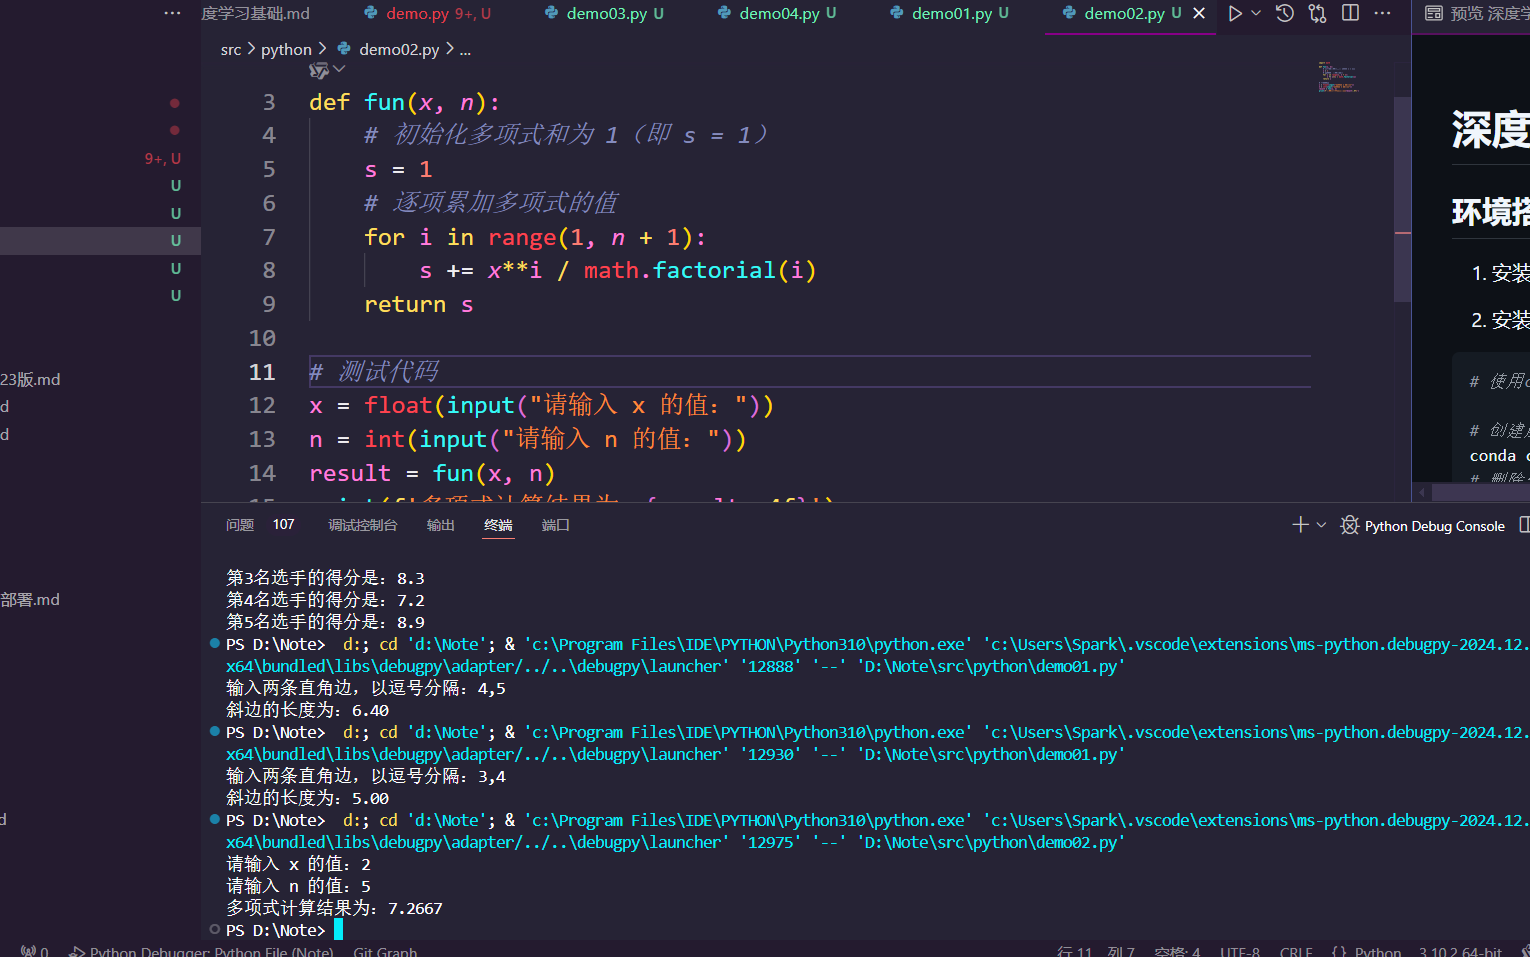 ··· 度学习基础.md demo.py 9+, U demo03.py U demo04.py U demo01.py U demo02.py U ··· 预览 深度学
src > python > demo02.py > ...
3 def fun(x, n):
4 # 初始化多项式和为 1（即 s = 1）
5 s = 1
6 # 逐项累加多项式的值
7 for i in range(1, n + 1):
8 s += x**i / math.factorial(i)
9 return s
10
11 # 测试代码
12 x = float(input("请输入 x 的值："))
13 n = int(input("请输入 n 的值："))
14 result = fun(x, n)
9+, U
U
U
U
U
U
23版.md
d
d
部署.md
d
深度
环境搭
1. 安装
2. 安装
# 使用c
# 创建
conda c
# 删除
问题 107 调试控制台 输出 终端 端口 Python Debug Console
第3名选手的得分是：8.3
第4名选手的得分是：7.2
第5名选手的得分是：8.9
PS D:\Note> d:; cd 'd:\Note'; & 'c:\Program Files\IDE\PYTHON\Python310\python.exe' 'c:\Users\Spark\.vscode\extensions\ms-python.debugpy-2024.12.
x64\bundled\libs\debugpy\adapter/../..\debugpy\launcher' '12888' '--' 'D:\Note\src\python\demo01.py'
输入两条直角边，以逗号分隔：4,5
斜边的长度为：6.40
PS D:\Note> d:; cd 'd:\Note'; & 'c:\Program Files\IDE\PYTHON\Python310\python.exe' 'c:\Users\Spark\.vscode\extensions\ms-python.debugpy-2024.12.
x64\bundled\libs\debugpy\adapter/../..\debugpy\launcher' '12930' '--' 'D:\Note\src\python\demo01.py'
输入两条直角边，以逗号分隔：3,4
斜边的长度为：5.00
PS D:\Note> d:; cd 'd:\Note'; & 'c:\Program Files\IDE\PYTHON\Python310\python.exe' 'c:\Users\Spark\.vscode\extensions\ms-python.debugpy-2024.12.
x64\bundled\libs\debugpy\adapter/../..\debugpy\launcher' '12975' '--' 'D:\Note\src\python\demo02.py'
请输入 x 的值：2
请输入 n 的值：5
多项式计算结果为：7.2667
PS D:\Note>
0 Python Debugger: Python File (Note) Git Graph 行 11, 列 7 空格: 4 UTF-8 CRLF {} Python 3.10.2 64-bit